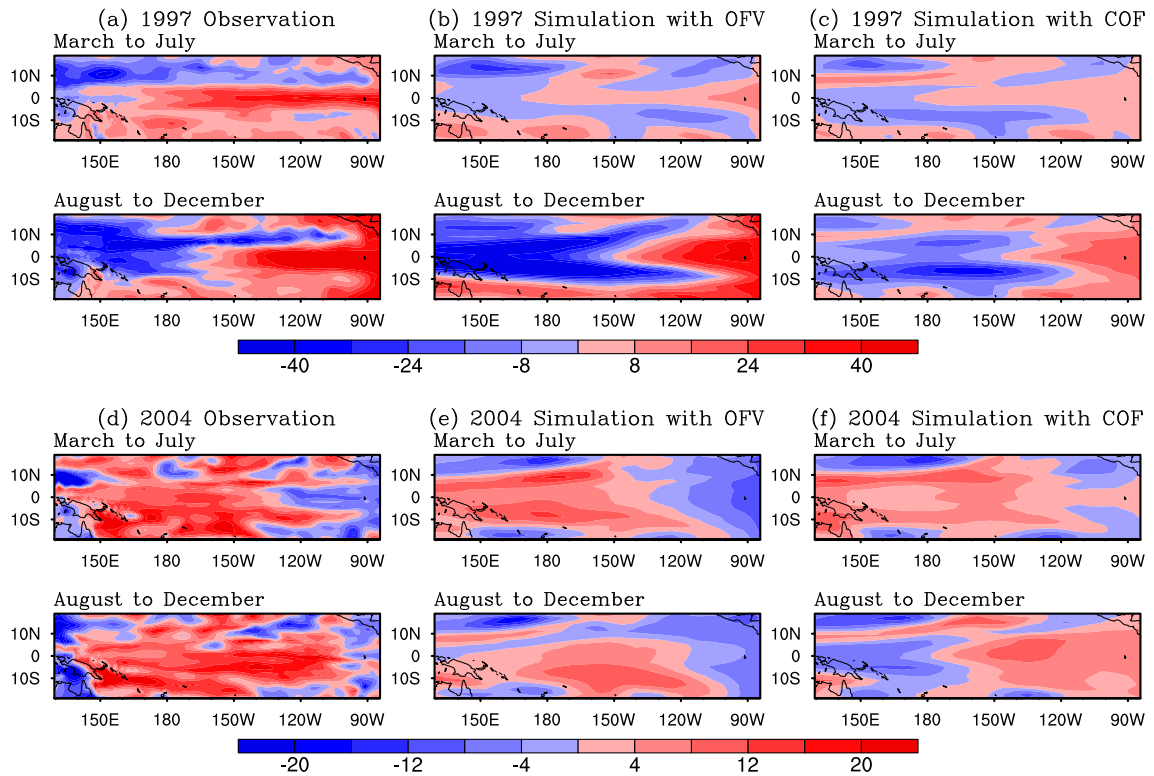 (a) 1997 Observation
(b) 1997 Simulation with OFV
(c) 1997 Simulation with COF
March to July
March to July
March to July
10N
0
10S
10N
0
10S
10N
0
10S
150E 180 150W 120W 90W
150E 180 150W 120W 90W
150E 180 150W 120W 90W
August to December
August to December
August to December
10N
0
10S
10N
0
10S
10N
0
10S
150E 180 150W 120W 90W
150E 180 150W 120W 90W
150E 180 150W 120W 90W
-40 -24 -8 8 24 40
(d) 2004 Observation
(e) 2004 Simulation with OFV
(f) 2004 Simulation with COF
March to July
March to July
March to July
10N
0
10S
10N
0
10S
10N
0
10S
150E 180 150W 120W 90W
150E 180 150W 120W 90W
150E 180 150W 120W 90W
August to December
August to December
August to December
10N
0
10S
10N
0
10S
10N
0
10S
150E 180 150W 120W 90W
150E 180 150W 120W 90W
150E 180 150W 120W 90W
-20 -12 -4 4 12 20